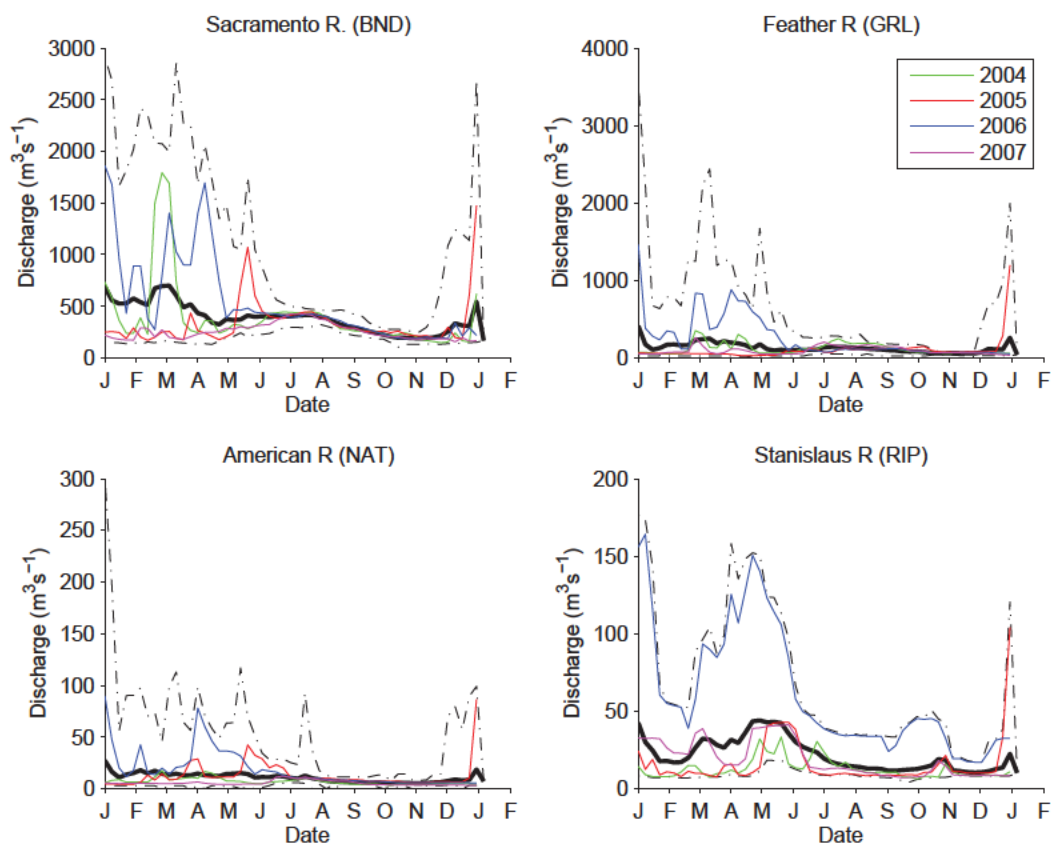 Sacramento R. (BND)
3000
2500
2000
1500
1000
500
0
Discharge (m³s⁻¹)
J F M A M J J A S O N D J F
Date
Feather R (GRL)
4000
3000
2000
1000
0
Discharge (m³s⁻¹)
J F M A M J J A S O N D J F
Date
2004
2005
2006
2007
American R (NAT)
300
250
200
150
100
50
0
Discharge (m³s⁻¹)
J F M A M J J A S O N D J F
Date
Stanislaus R (RIP)
200
150
100
50
0
Discharge (m³s⁻¹)
J F M A M J J A S O N D J F
Date